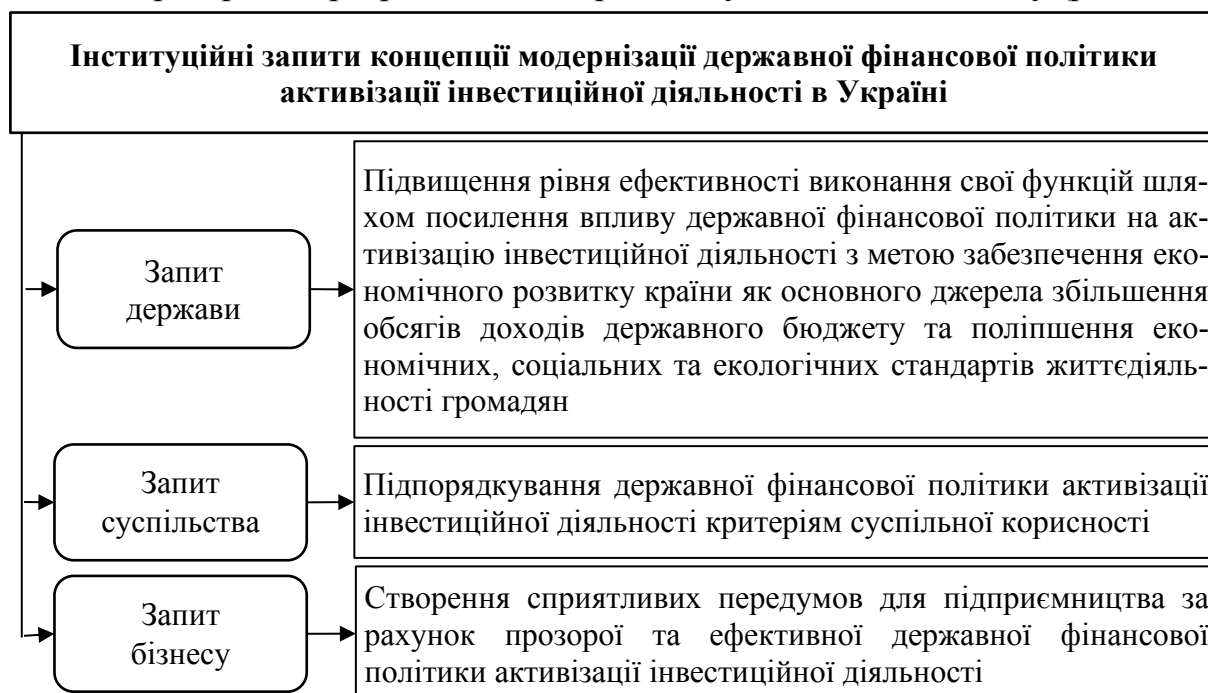 Інституційні запити концепції модернізації державної фінансової політики
активізації інвестиційної діяльності в Україні
Запит
держави
Підвищення рівня ефективності виконання свої функцій шля-
хом посилення впливу державної фінансової політики на ак-
тивізацію інвестиційної діяльності з метою забезпечення еко-
номічного розвитку країни як основного джерела збільшення
обсягів доходів державного бюджету та поліпшення еко-
номічних, соціальних та екологічних стандартів життєдіяль-
ності громадян
Запит
суспільства
Підпорядкування державної фінансової політики активізації
інвестиційної діяльності критеріям суспільної корисності
Запит
бізнесу
Створення сприятливих передумов для підприємництва за
рахунок прозорої та ефективної державної фінансової
політики активізації інвестиційної діяльності